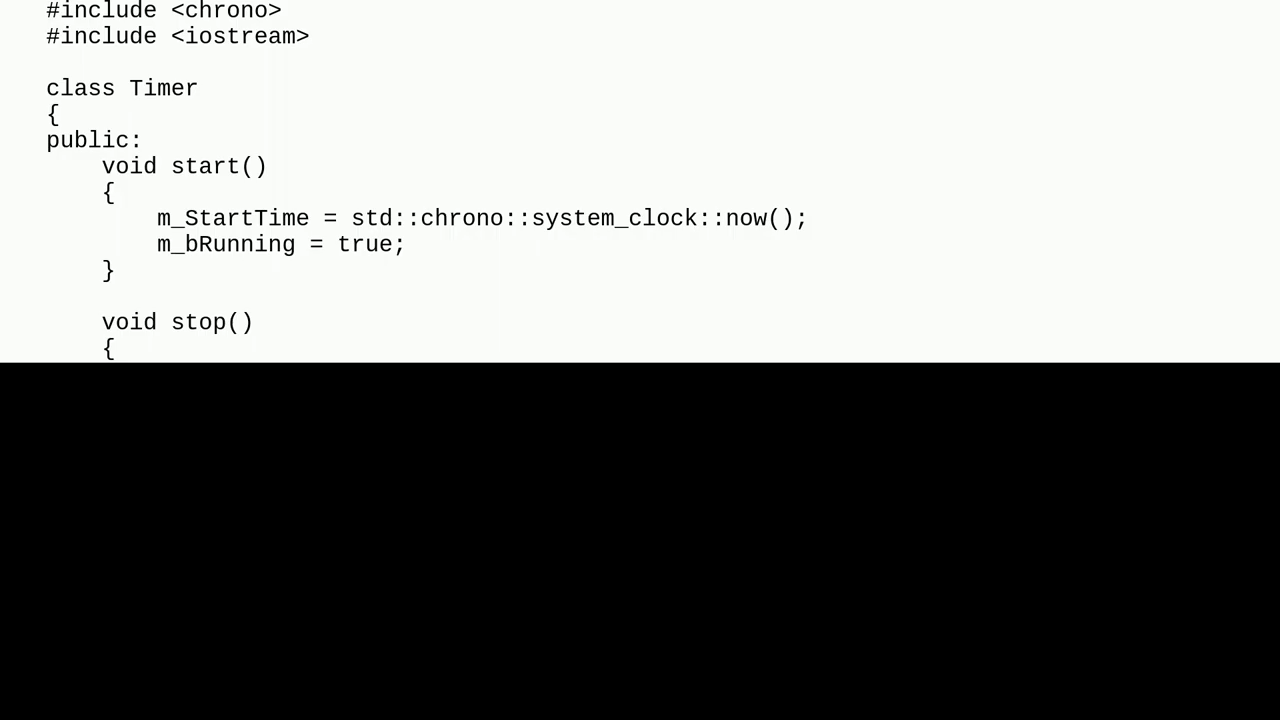 #include <chrono>
#include <iostream>

class Timer
{
public:
    void start()
    {
        m_StartTime = std::chrono::system_clock::now();
        m_bRunning = true;
    }

    void stop()
    {